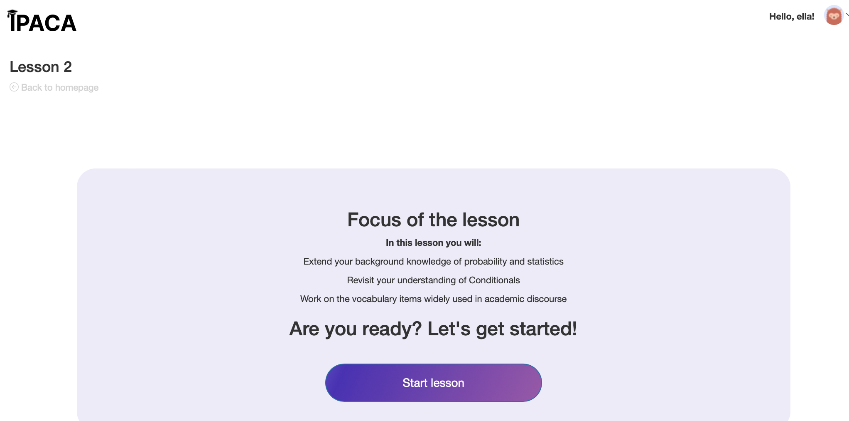 IPACA
Hello, ella!
Lesson 2
Back to homepage
Focus of the lesson
In this lesson you will:
Extend your background knowledge of probability and statistics
Revisit your understanding of Conditionals
Work on the vocabulary items widely used in academic discourse
Are you ready? Let's get started!
Start lesson